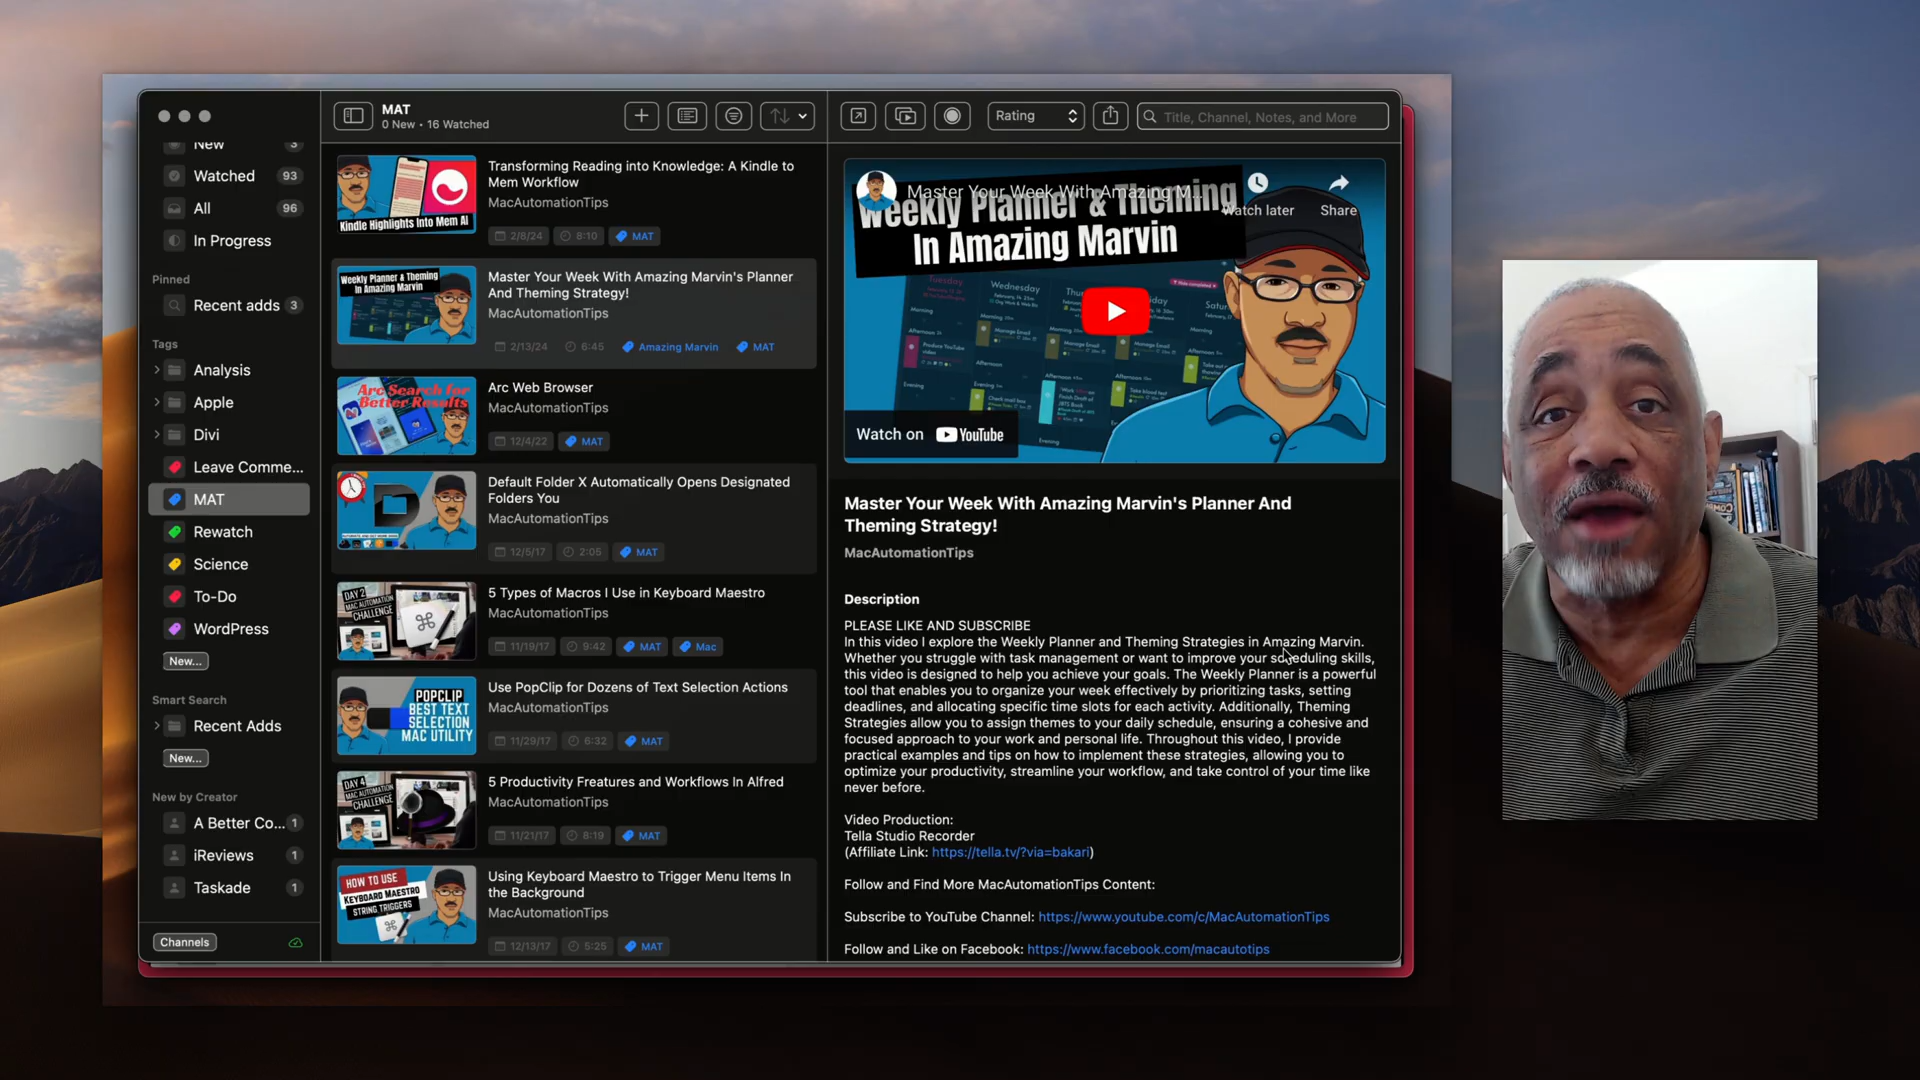 MAT
0 New • 16 Watched
Rating
Title, Channel, Notes, and More
New 3
Watched 93
All 96
In Progress
Pinned
Recent adds 3
Tags
Analysis
Apple
Divi
Leave Comme...
MAT
Rewatch
Science
To-Do
WordPress
New...
Smart Search
Recent Adds
New...
New by Creator
A Better Co... 1
iReviews 1
Taskade 1
Channels
Kindle Highlights Into Mem AI
Transforming Reading into Knowledge: A Kindle to
Mem Workflow
MacAutomationTips
2/8/24 8:10 MAT
Weekly Planner & Theming
In Amazing Marvin
Master Your Week With Amazing Marvin's Planner
And Theming Strategy!
MacAutomationTips
2/13/24 6:45 Amazing Marvin MAT
Arc Search for
Better Results
Arc Web Browser
MacAutomationTips
12/4/22 MAT
Default Folder X Automatically Opens Designated
Folders You
MacAutomationTips
12/5/17 2:05 MAT
DAY 2
MAC AUTOMATION
CHALLENGE
5 Types of Macros I Use in Keyboard Maestro
MacAutomationTips
11/19/17 9:42 MAT Mac
POPCLIP
BEST TEXT
SELECTION
MAC UTILITY
Use PopClip for Dozens of Text Selection Actions
MacAutomationTips
11/29/17 6:32 MAT
DAY 4
MAC AUTOMATION
CHALLENGE
5 Productivity Freatures and Workflows In Alfred
MacAutomationTips
11/21/17 8:19 MAT
HOW TO USE
KEYBOARD MAESTRO
STRING TRIGGERS
Using Keyboard Maestro to Trigger Menu Items In
the Background
MacAutomationTips
12/13/17 5:25 MAT
Master Your Week With Amazing M...
Weekly Planner & Theming
In Amazing Marvin
Watch later
Share
Watch on YouTube
Master Your Week With Amazing Marvin's Planner And
Theming Strategy!
MacAutomationTips
Description
PLEASE LIKE AND SUBSCRIBE
In this video I explore the Weekly Planner and Theming Strategies in Amazing Marvin.
Whether you struggle with task management or want to improve your scheduling skills,
this video is designed to help you achieve your goals. The Weekly Planner is a powerful
tool that enables you to organize your week effectively by prioritizing tasks, setting
deadlines, and allocating specific time slots for each activity. Additionally, Theming
Strategies allow you to assign themes to your daily schedule, ensuring a cohesive and
focused approach to your work and personal life. Throughout this video, I provide
practical examples and tips on how to implement these strategies, allowing you to
optimize your productivity, streamline your workflow, and take control of your time like
never before.
Video Production:
Tella Studio Recorder
(Affiliate Link: https://tella.tv/?via=bakari)
Follow and Find More MacAutomationTips Content:
Subscribe to YouTube Channel: https://www.youtube.com/c/MacAutomationTips
Follow and Like on Facebook: https://www.facebook.com/macautotips